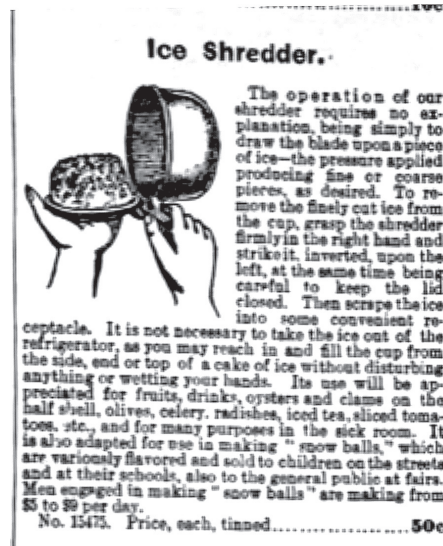 10c
Ice Shredder.
The operation of our
shredder requires no ex-
planation, being simply to
draw the blade upon a piece
of ice—the pressure applied
producing fine or coarse
pieces, as desired. To re-
move the finely cut ice from
the cup, grasp the shredder
firmly in the right hand and
strike it, inverted, upon the
left, at the same time being
careful to keep the lid
closed. Then scrape the ice
into some convenient re-
ceptacle. It is not necessary to take the ice out of the
refrigerator, as you may reach in and fill the cup from
the side, end or top of a cake of ice without disturbing
anything or wetting your hands. Its use will be ap-
preciated for fruits, drinks, oysters and clams on the
half shell, olives, celery, radishes, iced tea, sliced toma-
toes, etc., and for many purposes in the sick room. It
is also adapted for use in making " snow balls," which
are variously flavored and sold to children on the streets
and at their schools, also to the general public at fairs.
Men engaged in making " snow balls " are making from
$5 to $9 per day.
No. 15475. Price, each, tinned.....................50c